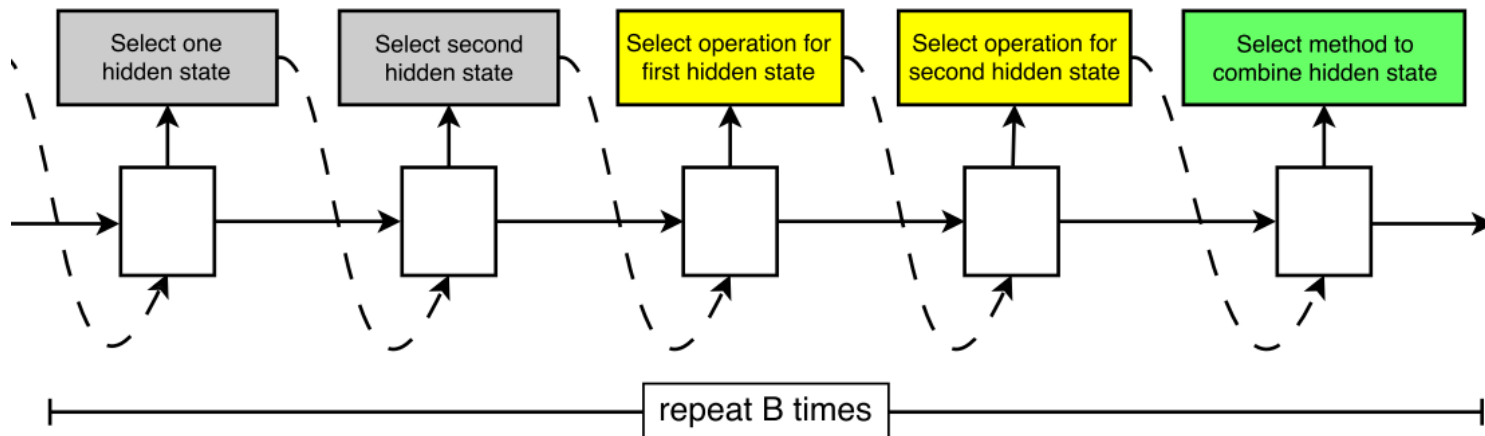 Select one
hidden state
Select second
hidden state
Select operation for
first hidden state
Select operation for
second hidden state
Select method to
combine hidden state
repeat B times